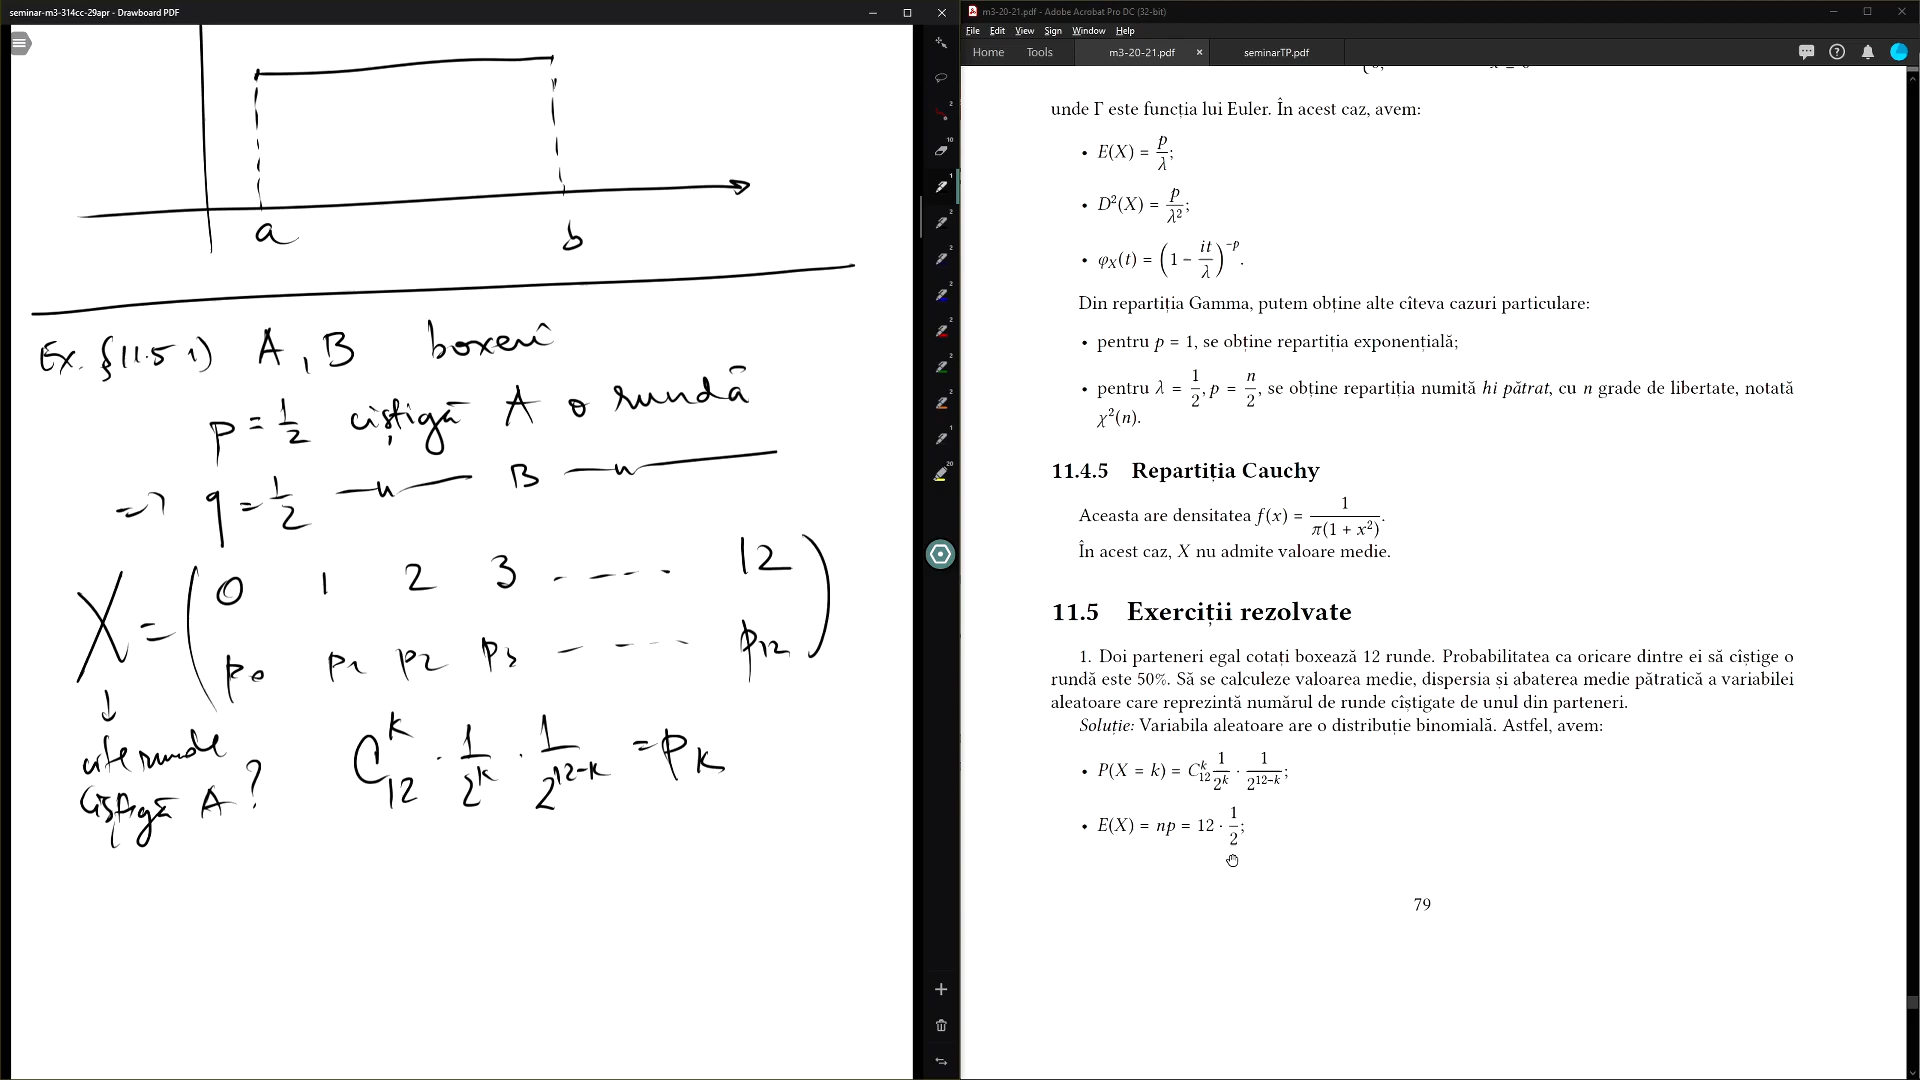 seminar-m3-314cc-29apr - Drawboard PDF
a
b
Ex. §11.5 1) A, B boxeri
p = 1/2 cîștigă A o rundă
=> q = 1/2 —"— B —"—
X = ( 0 1 2 3 ----- 12 )
p0 p1 p2 p3 - ---- p12
↓
cîte runde
cîștigă A ?
C_12^k · 1/2^k · 1/2^(12-k) = p_k
m3-20-21.pdf - Adobe Acrobat Pro DC (32-bit)
File Edit View Sign Window Help
Home Tools m3-20-21.pdf × seminarTP.pdf
unde Γ este funcția lui Euler. În acest caz, avem:
• E(X) = p/λ;
• D²(X) = p/λ²;
• φ_X(t) = (1 − it/λ)^(−p).
Din repartiția Gamma, putem obține alte cîteva cazuri particulare:
• pentru p = 1, se obține repartiția exponențială;
• pentru λ = 1/2, p = n/2, se obține repartiția numită hi pătrat, cu n grade de libertate, notată
χ²(n).
11.4.5 Repartiția Cauchy
Aceasta are densitatea f(x) = 1/(π(1 + x²)).
În acest caz, X nu admite valoare medie.
11.5 Exerciții rezolvate
1. Doi parteneri egal cotați boxează 12 runde. Probabilitatea ca oricare dintre ei să cîștige o
rundă este 50%. Să se calculeze valoarea medie, dispersia și abaterea medie pătratică a variabilei
aleatoare care reprezintă numărul de runde cîștigate de unul din parteneri.
Soluție: Variabila aleatoare are o distribuție binomială. Astfel, avem:
• P(X = k) = C_12^k 1/2^k · 1/2^(12−k);
• E(X) = np = 12 · 1/2;
79